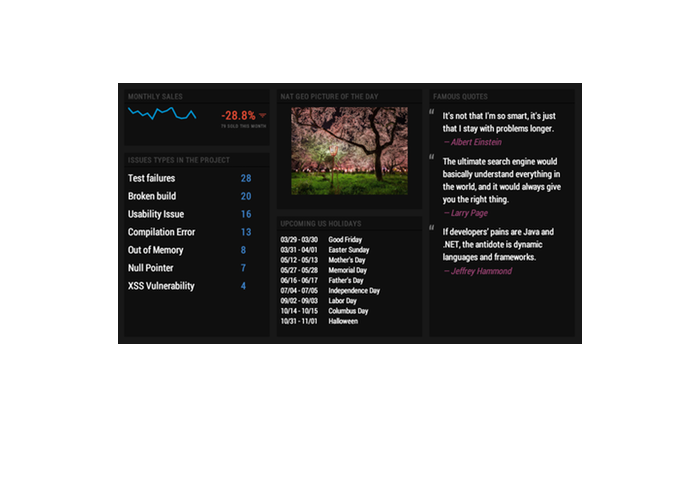 MONTHLY SALES
-28.8%
TV SOLD THIS MONTH
ISSUES TYPES IN THE PROJECT
Test failures 28
Broken build 20
Usability Issue 16
Compilation Error 13
Out of Memory 8
Null Pointer 7
XSS Vulnerability 4
NAT GEO PICTURE OF THE DAY
UPCOMING US HOLIDAYS
03/29 - 03/30 Good Friday
03/31 - 04/01 Easter Sunday
05/12 - 05/13 Mother's Day
05/27 - 05/28 Memorial Day
06/16 - 06/17 Father's Day
07/04 - 07/05 Independence Day
09/02 - 09/03 Labor Day
10/14 - 10/15 Columbus Day
10/31 - 11/01 Halloween
FAMOUS QUOTES
“ It's not that I'm so smart, it's just
that I stay with problems longer.
— Albert Einstein
“ The ultimate search engine would
basically understand everything in
the world, and it would always give
you the right thing.
— Larry Page
“ If developers' pains are Java and
.NET, the antidote is dynamic
languages and frameworks.
— Jeffrey Hammond